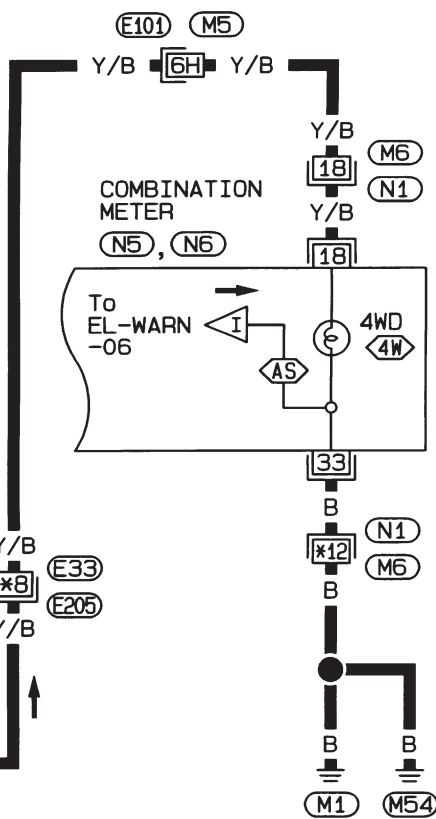 E101 M5
Y/B 6H Y/B
Y/B
18 M6
N1
Y/B
COMBINATION
METER
N5, N6
18
To
EL-WARN
-06
I
4WD
4W
AS
33
B
*12 N1
M6
B
Y/B
*8 E33
E205
Y/B
B B
M1 M54